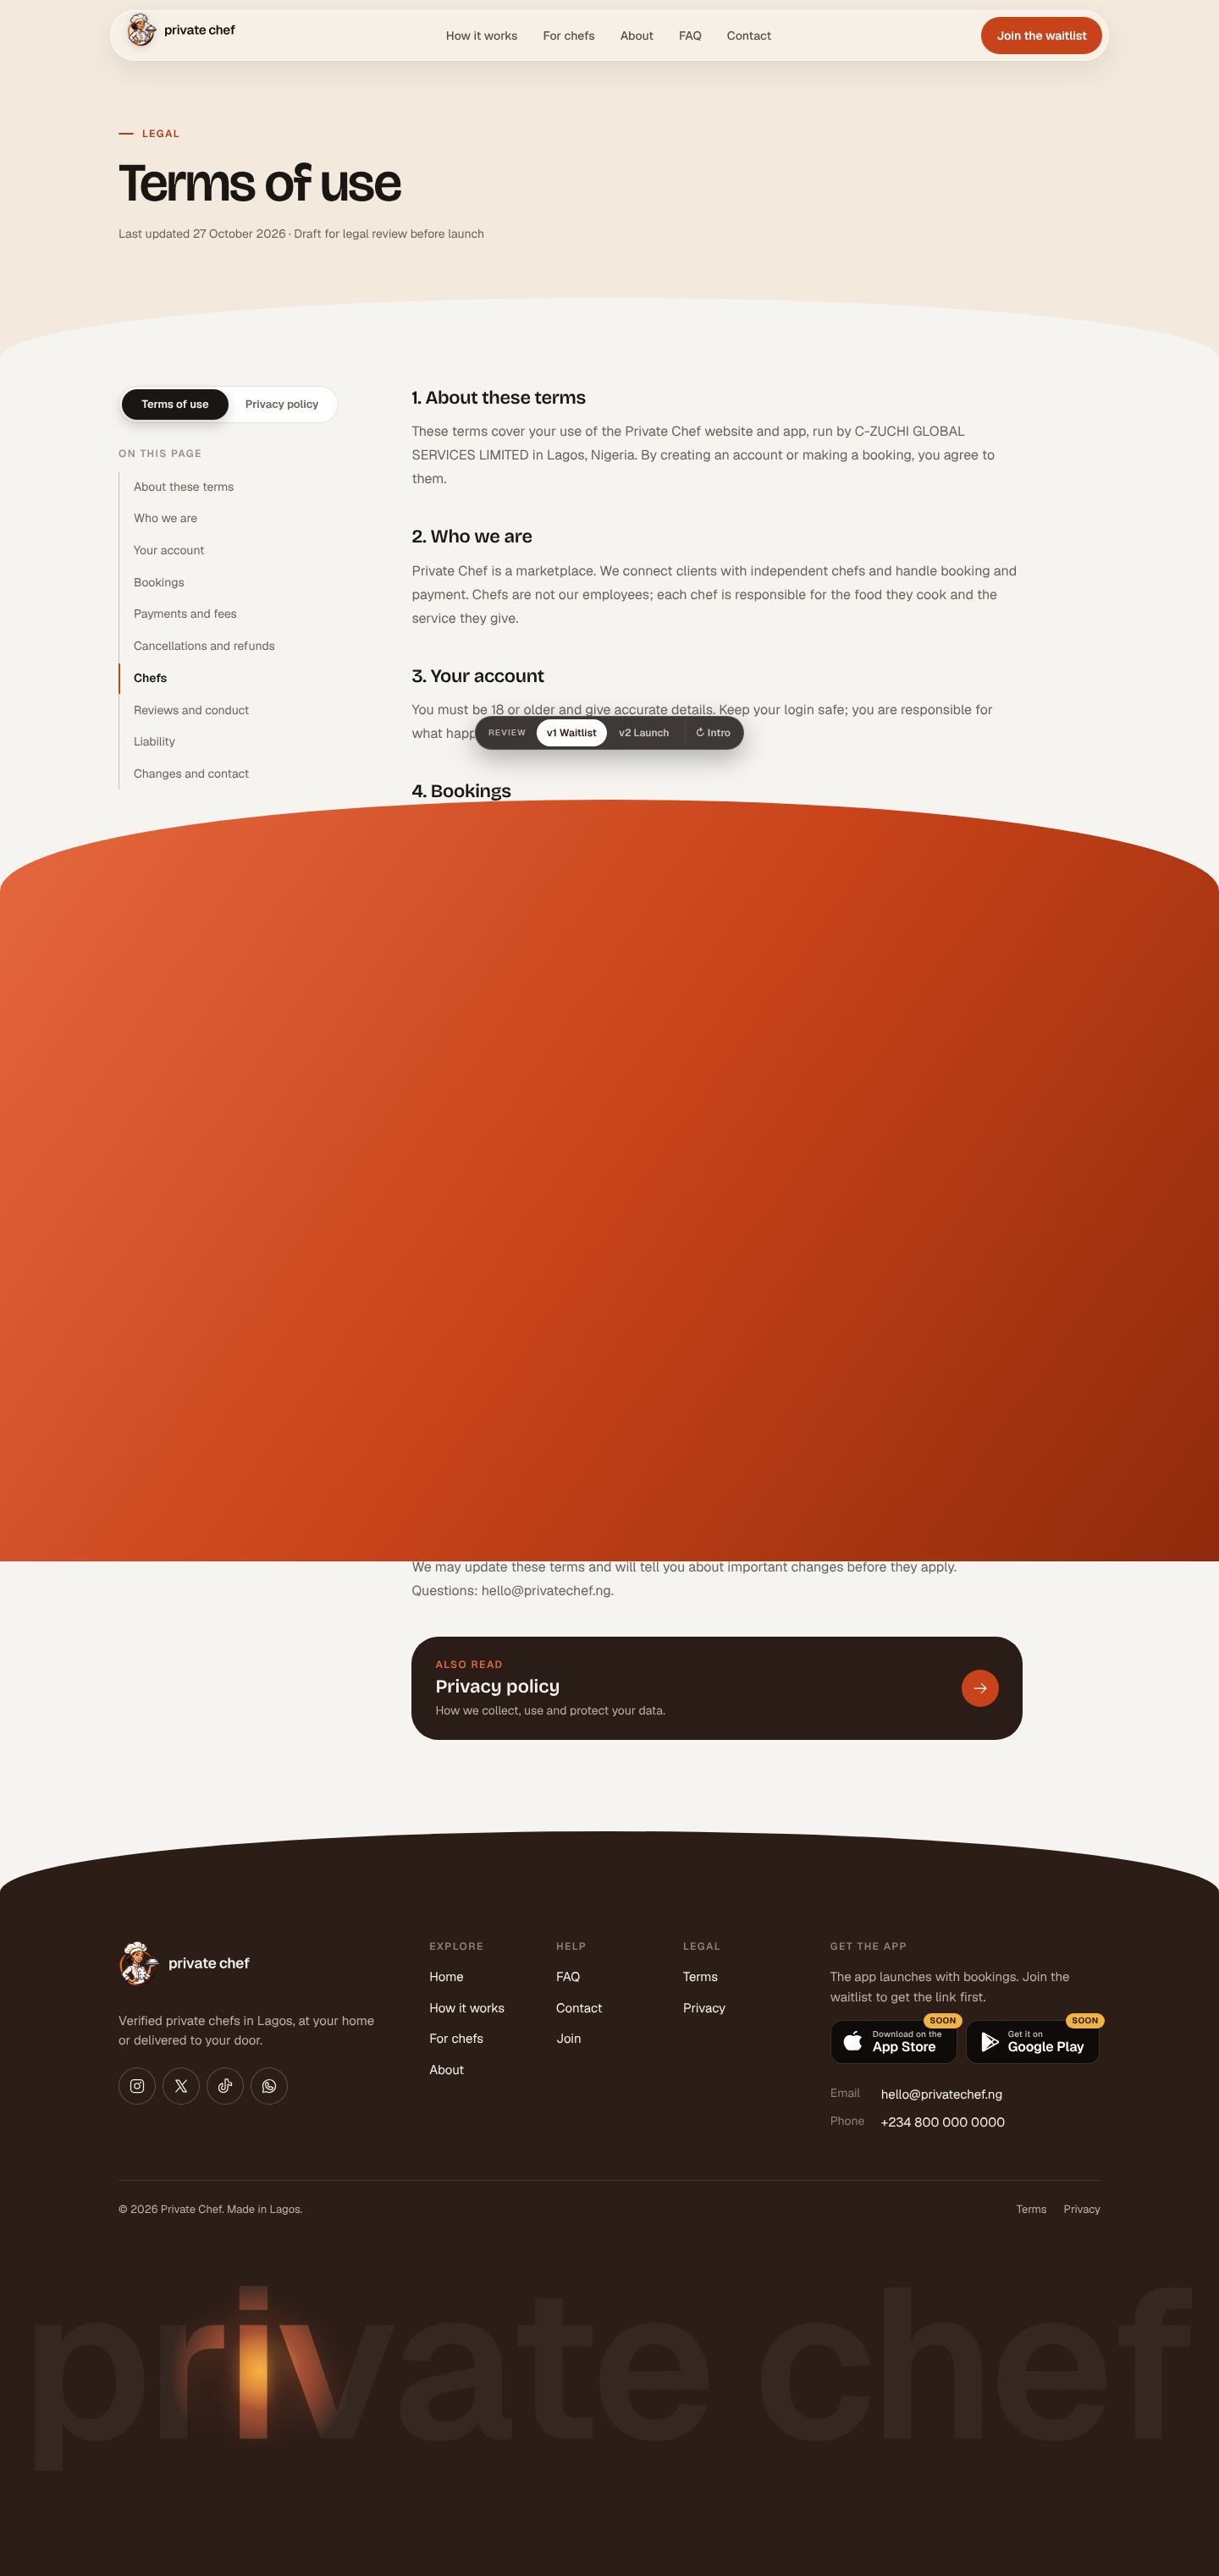 private chef
How it works
For chefs
About
FAQ
Contact
Join the waitlist
LEGAL
Terms of use
Last updated 27 October 2026 · Draft for legal review before launch
Terms of use
Privacy policy
ON THIS PAGE
About these terms
Who we are
Your account
Bookings
Payments and fees
Cancellations and refunds
Chefs
Reviews and conduct
Liability
Changes and contact
1. About these terms
These terms cover your use of the Private Chef website and app, run by C-ZUCHI GLOBAL
SERVICES LIMITED in Lagos, Nigeria. By creating an account or making a booking, you agree to
them.
2. Who we are
Private Chef is a marketplace. We connect clients with independent chefs and handle booking and
payment. Chefs are not our employees; each chef is responsible for the food they cook and the
service they give.
3. Your account
You must be 18 or older and give accurate details. Keep your login safe; you are responsible for
what happ
REVIEW
v1 Waitlist
v2 Launch
↻ Intro
4. Bookings
We may update these terms and will tell you about important changes before they apply.
Questions: hello@privatechef.ng.
ALSO READ
Privacy policy
How we collect, use and protect your data.
private chef
Verified private chefs in Lagos, at your home
or delivered to your door.
EXPLORE
Home
How it works
For chefs
About
HELP
FAQ
Contact
Join
LEGAL
Terms
Privacy
GET THE APP
The app launches with bookings. Join the
waitlist to get the link first.
SOON
Download on the
App Store
SOON
Get it on
Google Play
Email hello@privatechef.ng
Phone +234 800 000 0000
© 2026 Private Chef. Made in Lagos.
Terms
Privacy
private chef